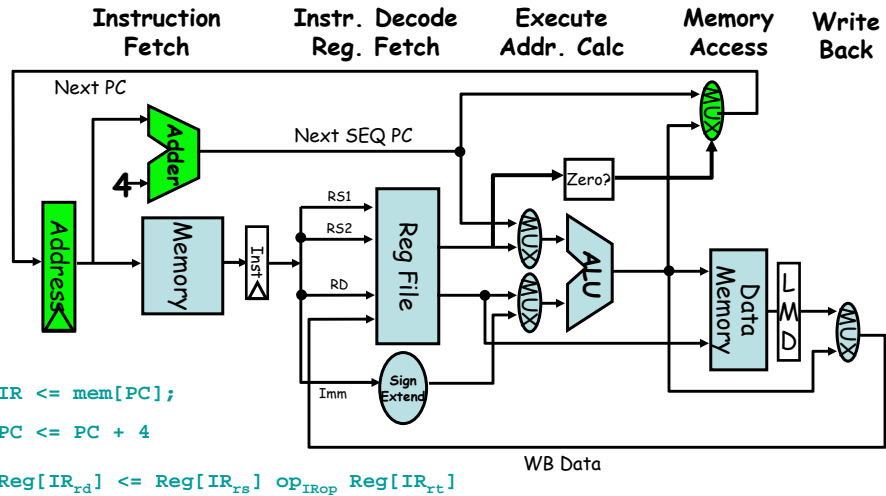 Instruction Fetch
Instr. Decode Reg. Fetch
Execute Addr. Calc
Memory Access
Write Back
Next PC
MUX
Adder
Next SEQ PC
4
Zero?
RS1
RS2
RD
Imm
Address
Memory
Inst
Reg File
MUX
MUX
ALU
Data Memory
LMD
MUX
Sign Extend
WB Data
IR <= mem[PC];
PC <= PC + 4
Reg[IRrd] <= Reg[IRrs] opIRop Reg[IRrt]